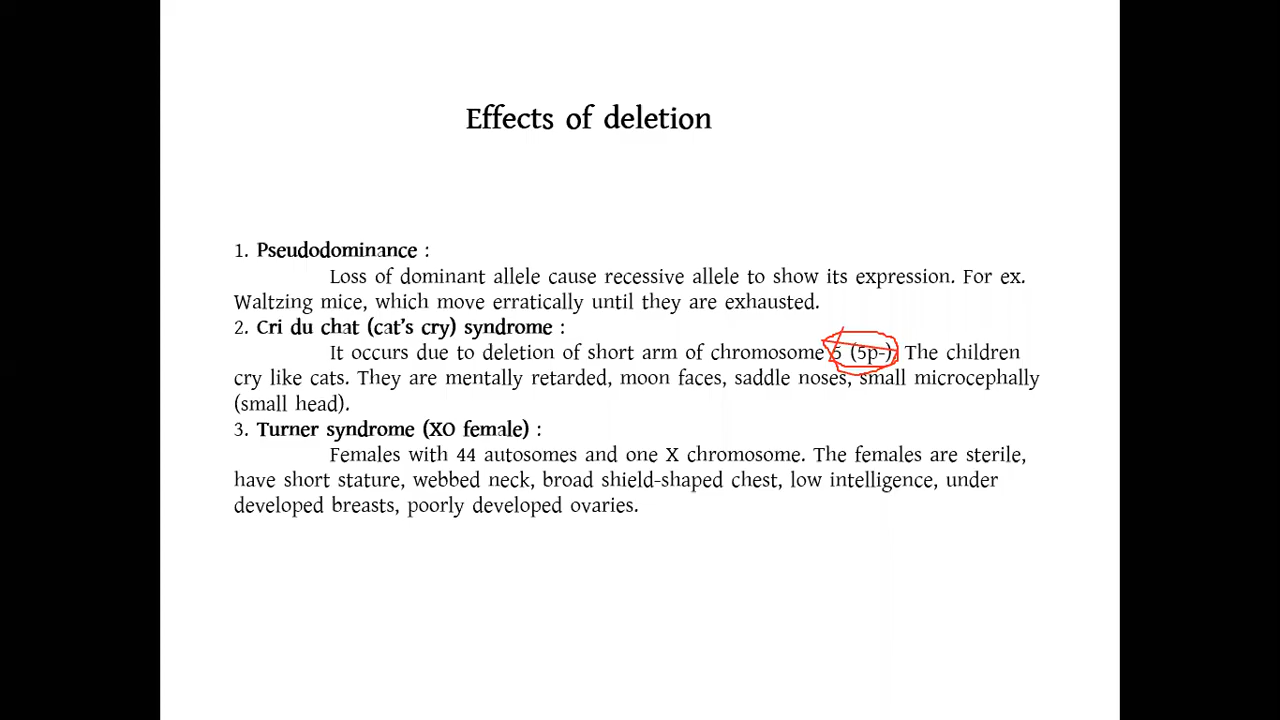 Effects of deletion
1. Pseudodominance :
Loss of dominant allele cause recessive allele to show its expression. For ex.
Waltzing mice, which move erratically until they are exhausted.
2. Cri du chat (cat's cry) syndrome :
It occurs due to deletion of short arm of chromosome 5 (5p-). The children
cry like cats. They are mentally retarded, moon faces, saddle noses, small microcephally
(small head).
3. Turner syndrome (XO female) :
Females with 44 autosomes and one X chromosome. The females are sterile,
have short stature, webbed neck, broad shield-shaped chest, low intelligence, under
developed breasts, poorly developed ovaries.